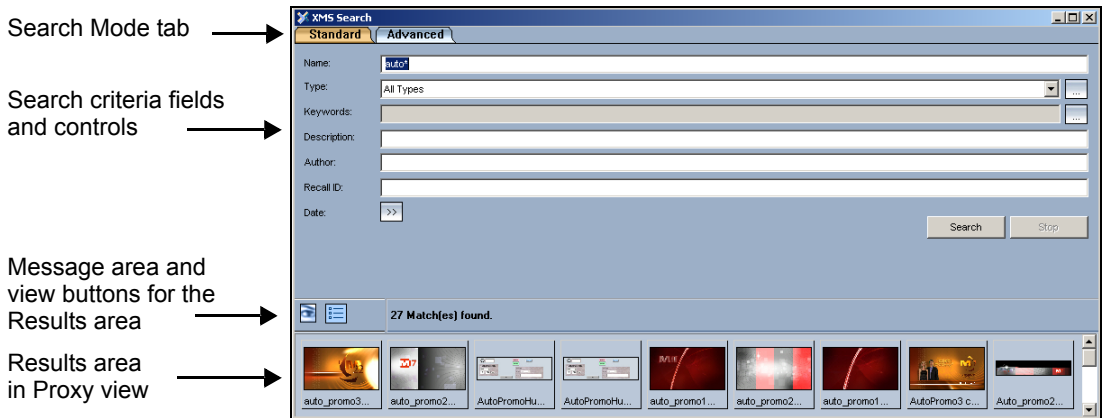 Search Mode tab
Search criteria fields
and controls
Message area and
view buttons for the
Results area
Results area
in Proxy view
XMS Search
Standard
Advanced
Name:
auto*
Type:
All Types
...
Keywords:
...
Description:
Author:
Recall ID:
Date:
>>
Search
Stop
27 Match(es) found.
auto_promo3...
auto_promo2...
AutoPromoHu...
AutoPromoHu...
auto_promo1...
auto_promo2...
auto_promo1...
AutoPromo3 c...
Auto_promo2...